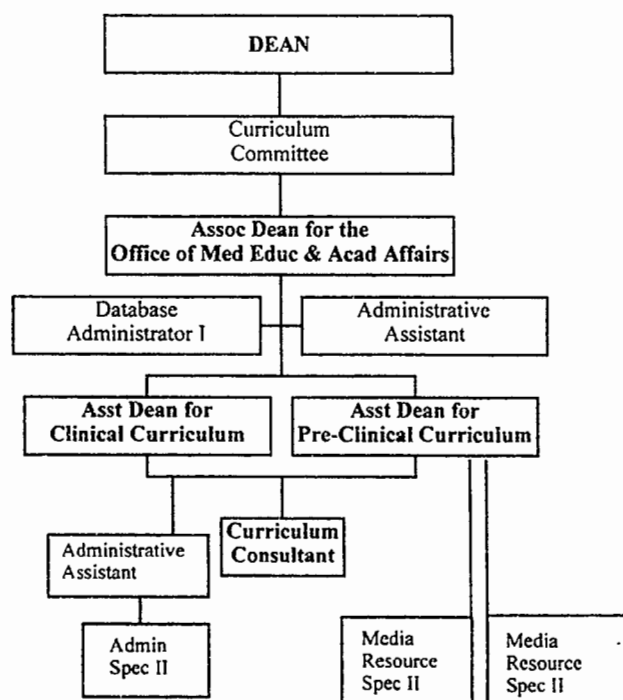 DEAN
Curriculum
Committee
Assoc Dean for the
Office of Med Educ & Acad Affairs
Database
Administrator I
Administrative
Assistant
Asst Dean for
Clinical Curriculum
Asst Dean for
Pre-Clinical Curriculum
Administrative
Assistant
Curriculum
Consultant
Admin
Spec II
Media
Resource
Spec II
Media
Resource
Spec II